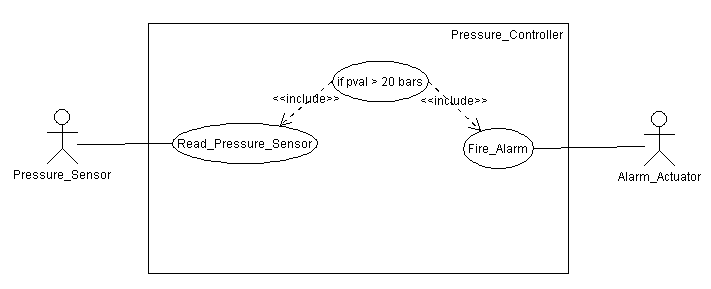 Pressure_Controller
if pval > 20 bars
<<include>>
<<include>>
Read_Pressure_Sensor
Fire_Alarm
Pressure_Sensor
Alarm_Actuator